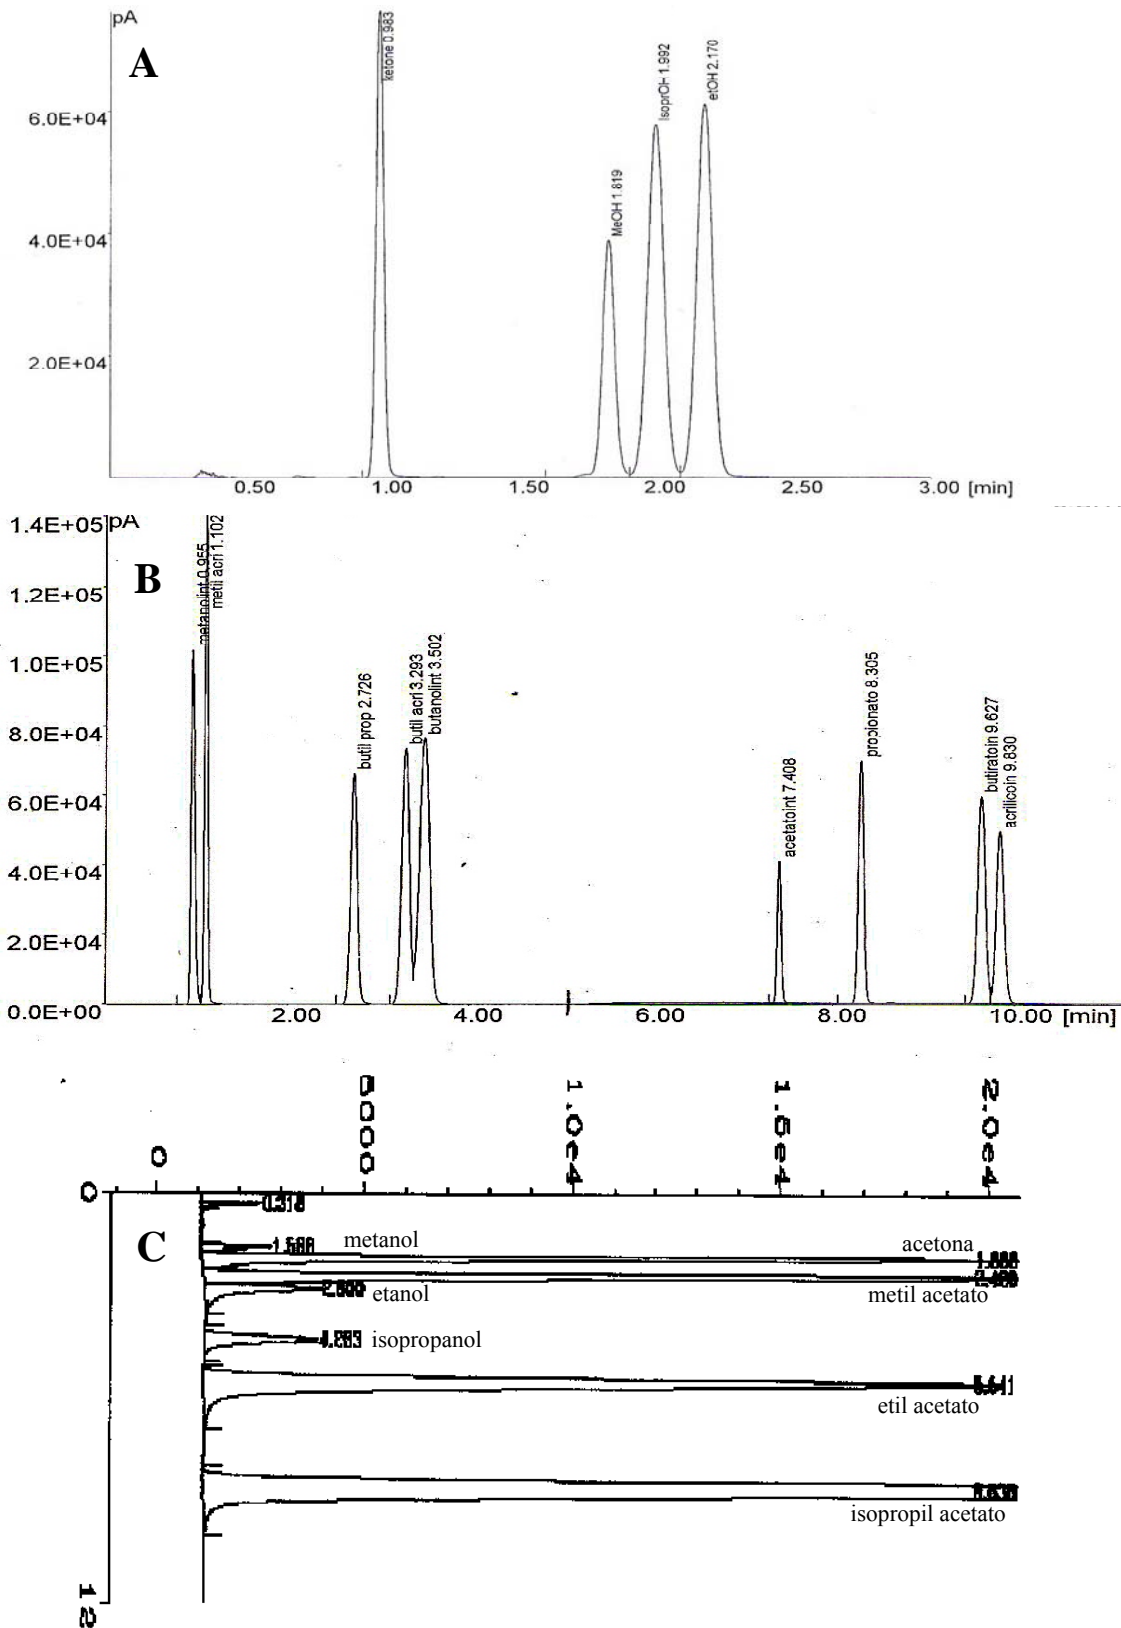 pA
A
ketone 0.983
MeOH 1.819
IsoprOH 1.992
etOH 2.170
6.0E+04
4.0E+04
2.0E+04
0.50 1.00 1.50 2.00 2.50 3.00 [min]
1.4E+05 pA
B
metanolint 0.955
metil acri 1.102
butil prop 2.726
butil acri 3.293
butanolint 3.502
acetatoint 7.408
propionato 8.305
butiratoin 9.627
acrilicoin 9.830
1.2E+05
1.0E+05
8.0E+04
6.0E+04
4.0E+04
2.0E+04
0.0E+00
2.00 4.00 6.00 8.00 10.00 [min]
0 5000 1.0e4 1.5e4 2.0e4
0
C
metanol
acetona
etanol
metil acetato
isopropanol
etil acetato
isopropil acetato
12